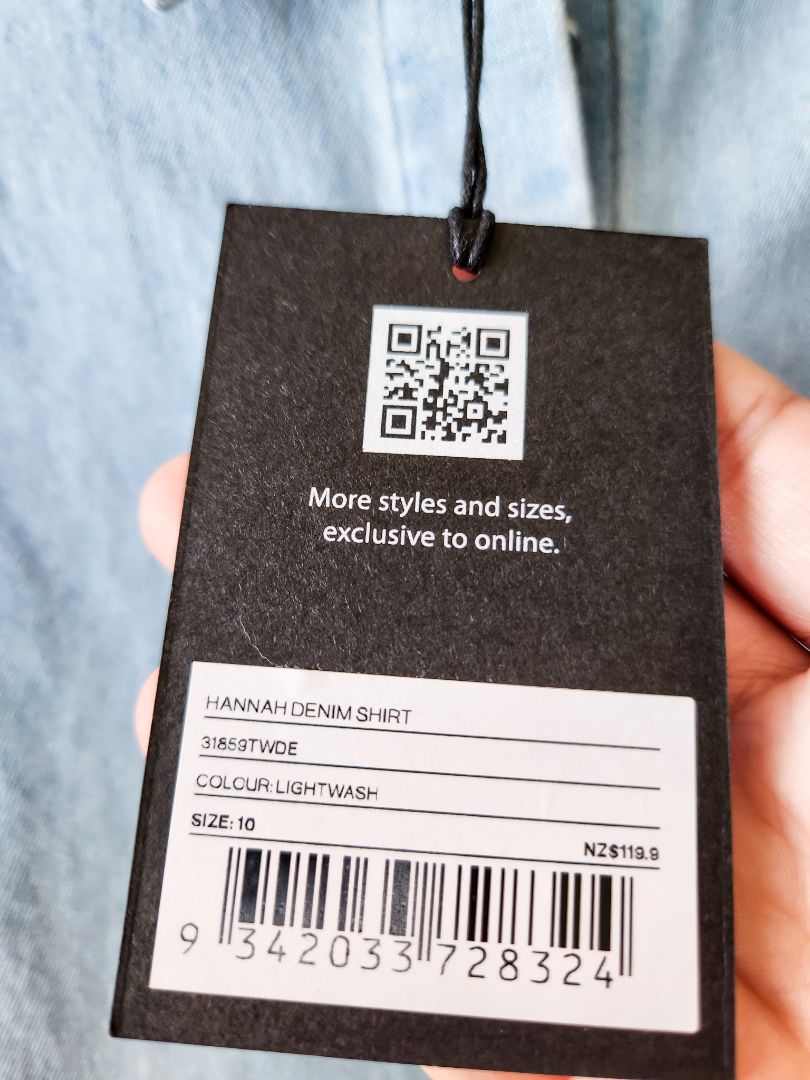 More styles and sizes,
exclusive to online.
HANNAH DENIM SHIRT
31859TWDE
COLOUR: LIGHTWASH
SIZE: 10
NZ$119.9
9 342033 728324